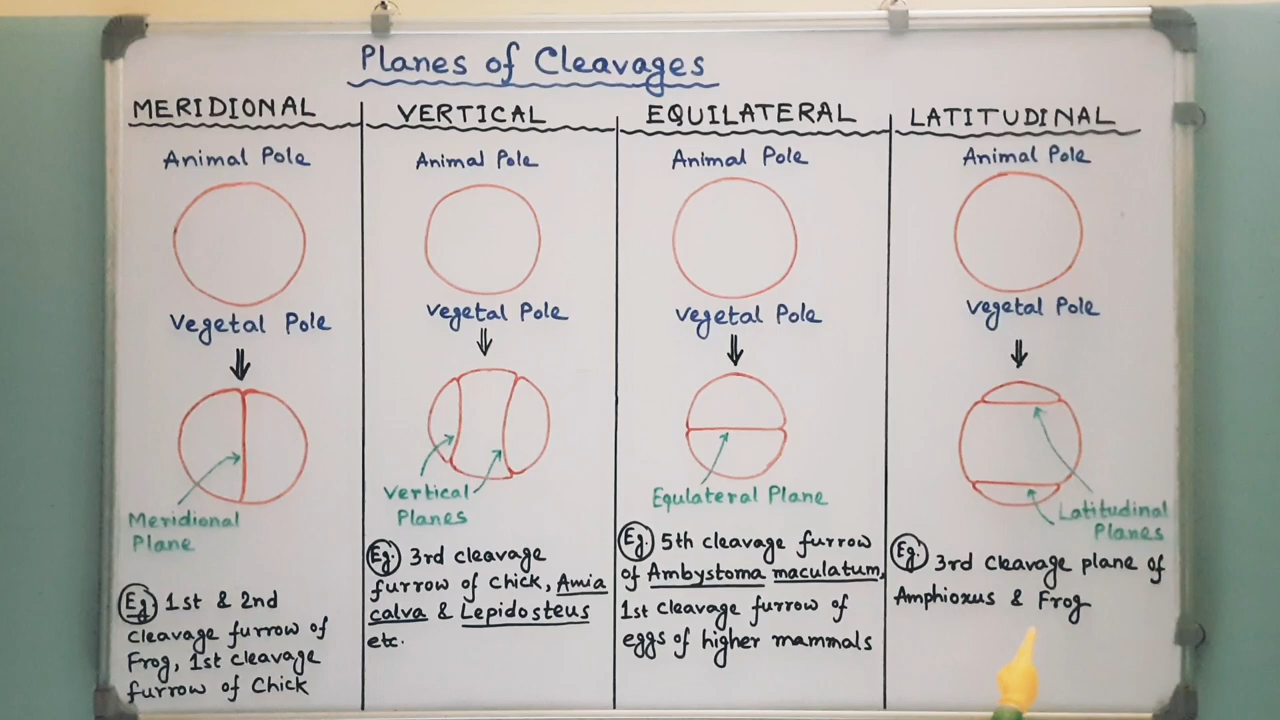 Planes of Cleavages
MERIDIONAL
Animal Pole
Vegetal Pole
Meridional
Plane
Eg. 1st & 2nd
cleavage furrow of
Frog, 1st cleavage
furrow of Chick
VERTICAL
Animal Pole
Vegetal Pole
Vertical
Planes
Eg. 3rd cleavage
furrow of Chick, Amia
calva & Lepidosteus
etc.
EQUILATERAL
Animal Pole
Vegetal Pole
Equlateral Plane
Eg. 5th cleavage furrow
of Ambystoma maculatum,
1st cleavage furrow of
eggs of higher mammals
LATITUDINAL
Animal Pole
Vegetal Pole
Latitudinal
Planes
Eg. 3rd cleavage plane of
Amphioxus & Frog